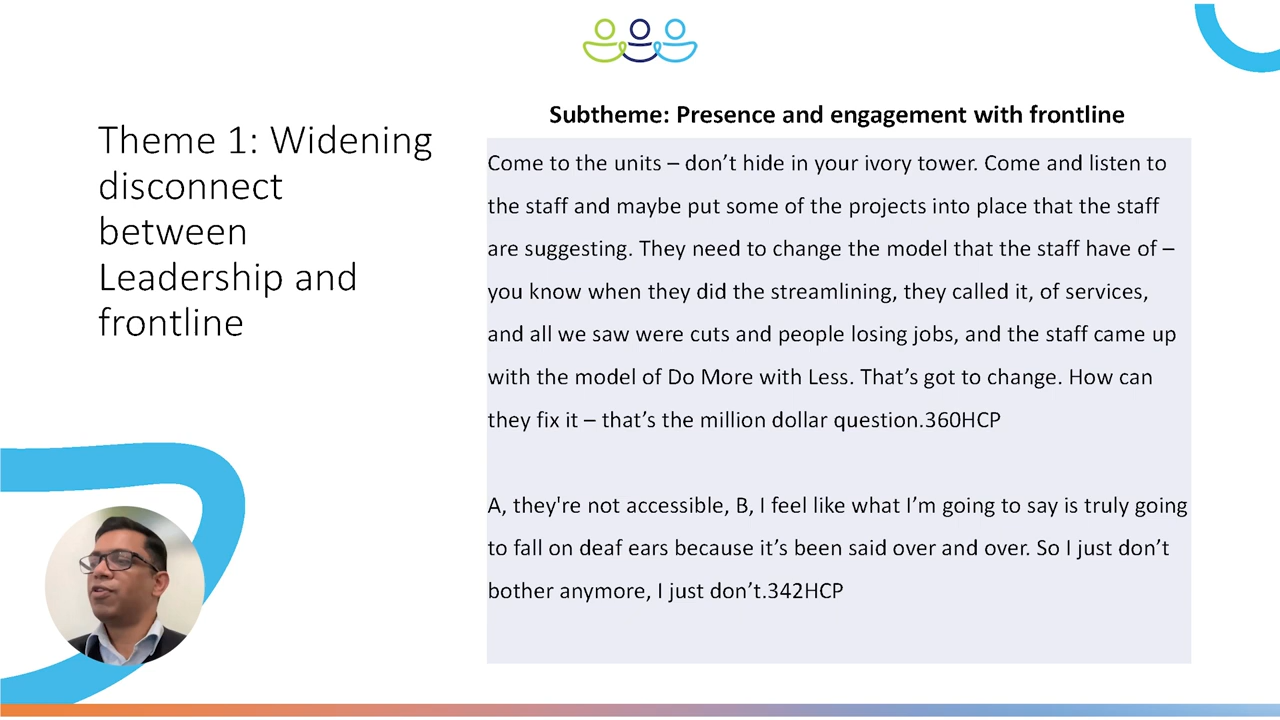 Theme 1: Widening
disconnect
between
Leadership and
frontline
Subtheme: Presence and engagement with frontline
Come to the units – don’t hide in your ivory tower. Come and listen to
the staff and maybe put some of the projects into place that the staff
are suggesting. They need to change the model that the staff have of –
you know when they did the streamlining, they called it, of services,
and all we saw were cuts and people losing jobs, and the staff came up
with the model of Do More with Less. That’s got to change. How can
they fix it – that’s the million dollar question.360HCP
A, they're not accessible, B, I feel like what I’m going to say is truly going
to fall on deaf ears because it’s been said over and over. So I just don’t
bother anymore, I just don’t.342HCP